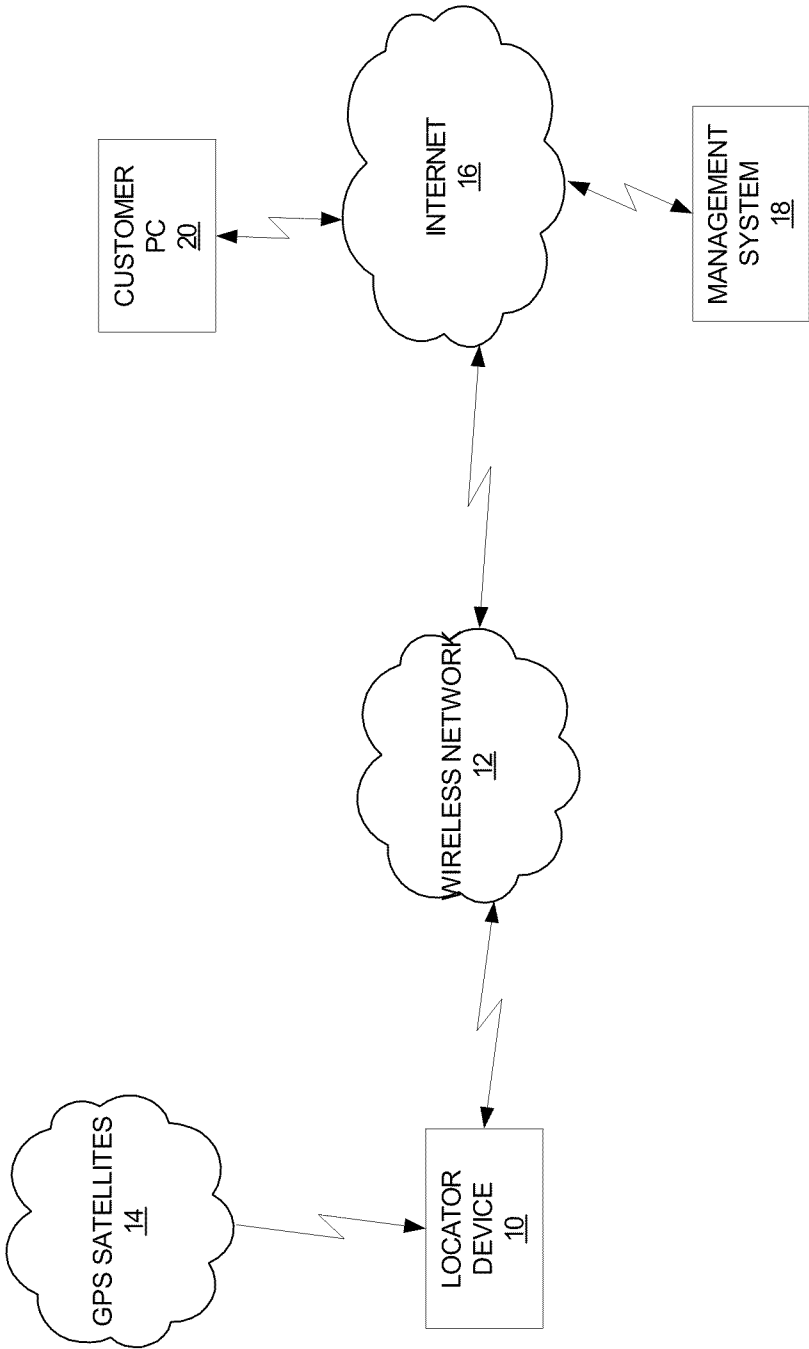 GPS SATELLITES
14
LOCATOR
DEVICE
10
WIRELESS NETWORK
12
CUSTOMER
PC
20
INTERNET
16
MANAGEMENT
SYSTEM
18